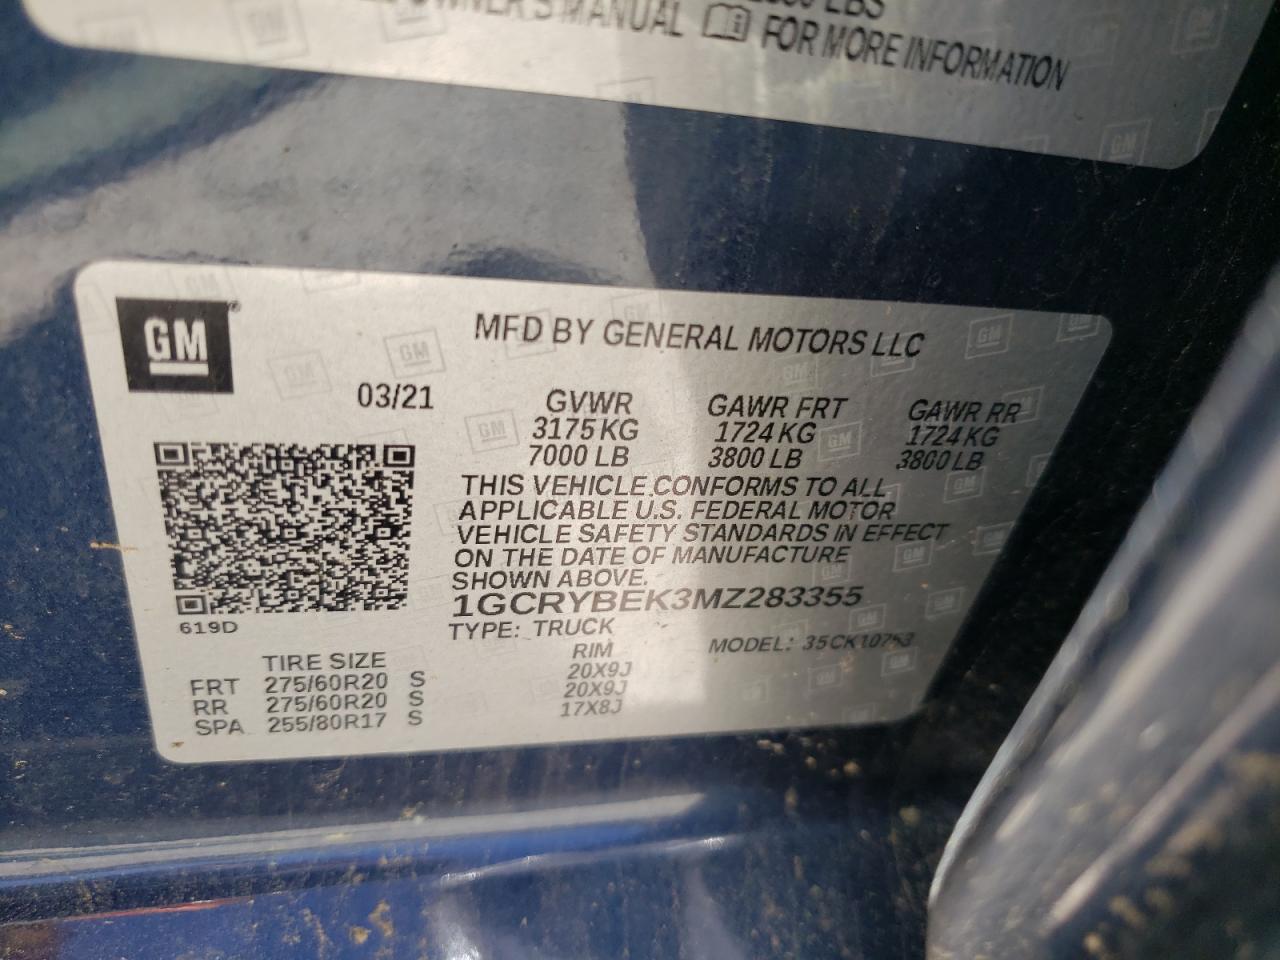 LBS
OWNER'S MANUAL FOR MORE INFORMATION
GM
MFD BY GENERAL MOTORS LLC
03/21 GVWR GAWR FRT GAWR RR
3175 KG 1724 KG 1724 KG
7000 LB 3800 LB 3800 LB
THIS VEHICLE CONFORMS TO ALL
APPLICABLE U.S. FEDERAL MOTOR
VEHICLE SAFETY STANDARDS IN EFFECT
ON THE DATE OF MANUFACTURE
SHOWN ABOVE.
1GCRYBEK3MZ283355
619D
TYPE: TRUCK MODEL: 35CK10753
TIRE SIZE RIM
FRT 275/60R20 S 20X9J
RR 275/60R20 S 20X9J
SPA 255/80R17 S 17X8J